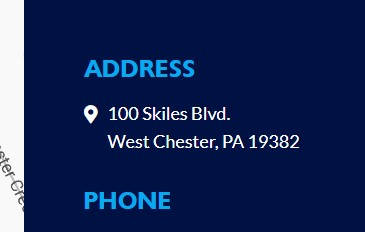 ADDRESS
100 Skiles Blvd.
West Chester, PA 19382
PHONE